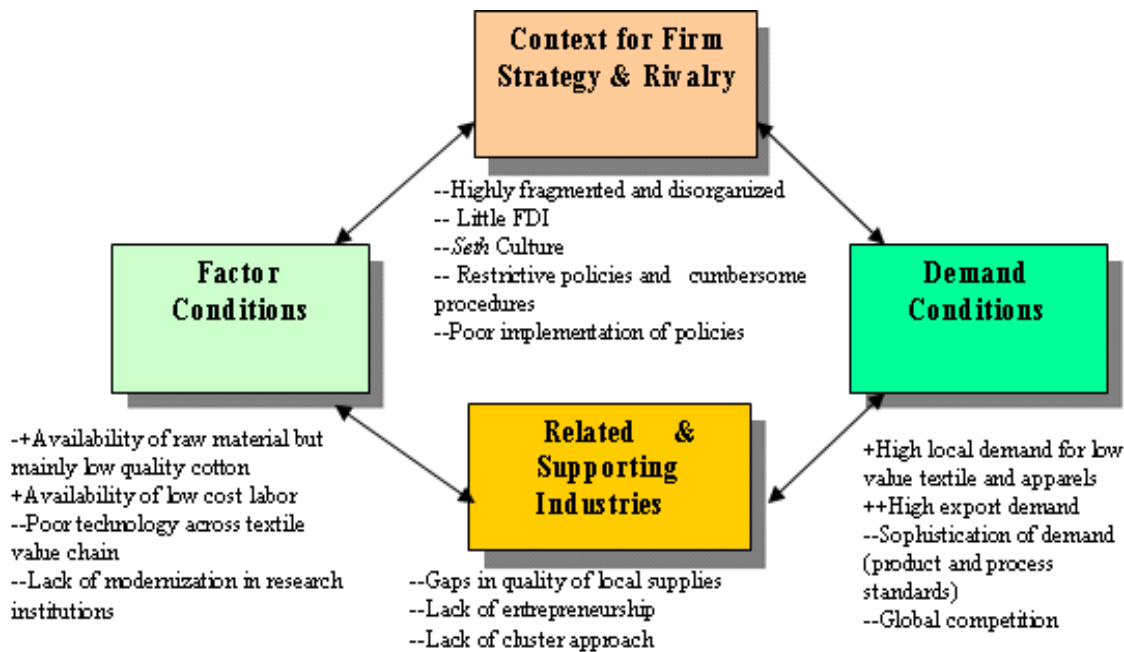 Context for Firm
Strategy & Rivalry
--Highly fragmented and disorganized
-- Little FDI
--Seth Culture
-- Restrictive policies and cumbersome
procedures
--Poor implementation of policies
Factor
Conditions
-+Availability of raw material but
mainly low quality cotton
+Availability of low cost labor
--Poor technology across textile
value chain
--Lack of modernization in research
institutions
Demand
Conditions
+High local demand for low
value textile and apparels
++High export demand
--Sophistication of demand
(product and process
standards)
--Global competition
Related &
Supporting
Industries
--Gaps in quality of local supplies
--Lack of entrepreneurship
--Lack of cluster approach